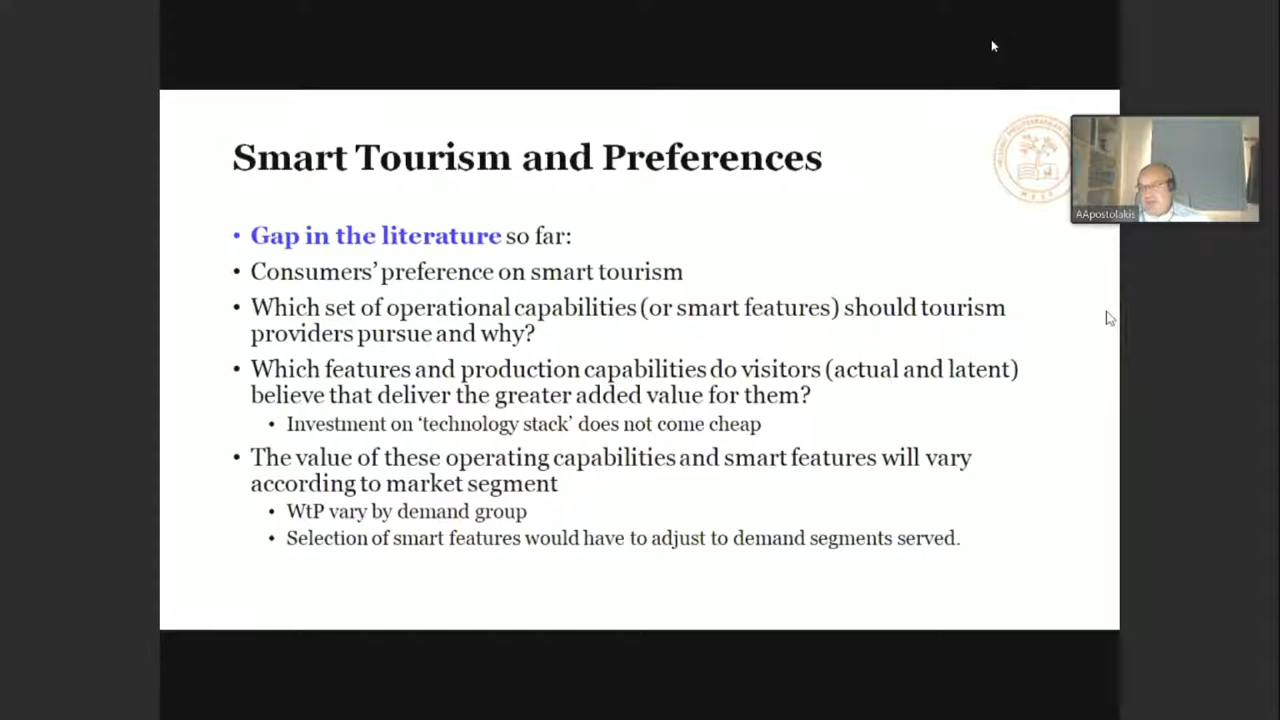 Smart Tourism and Preferences
AApostolakis
• Gap in the literature so far:
• Consumers’ preference on smart tourism
• Which set of operational capabilities (or smart features) should tourism
providers pursue and why?
• Which features and production capabilities do visitors (actual and latent)
believe that deliver the greater added value for them?
• Investment on ‘technology stack’ does not come cheap
• The value of these operating capabilities and smart features will vary
according to market segment
• WtP vary by demand group
• Selection of smart features would have to adjust to demand segments served.